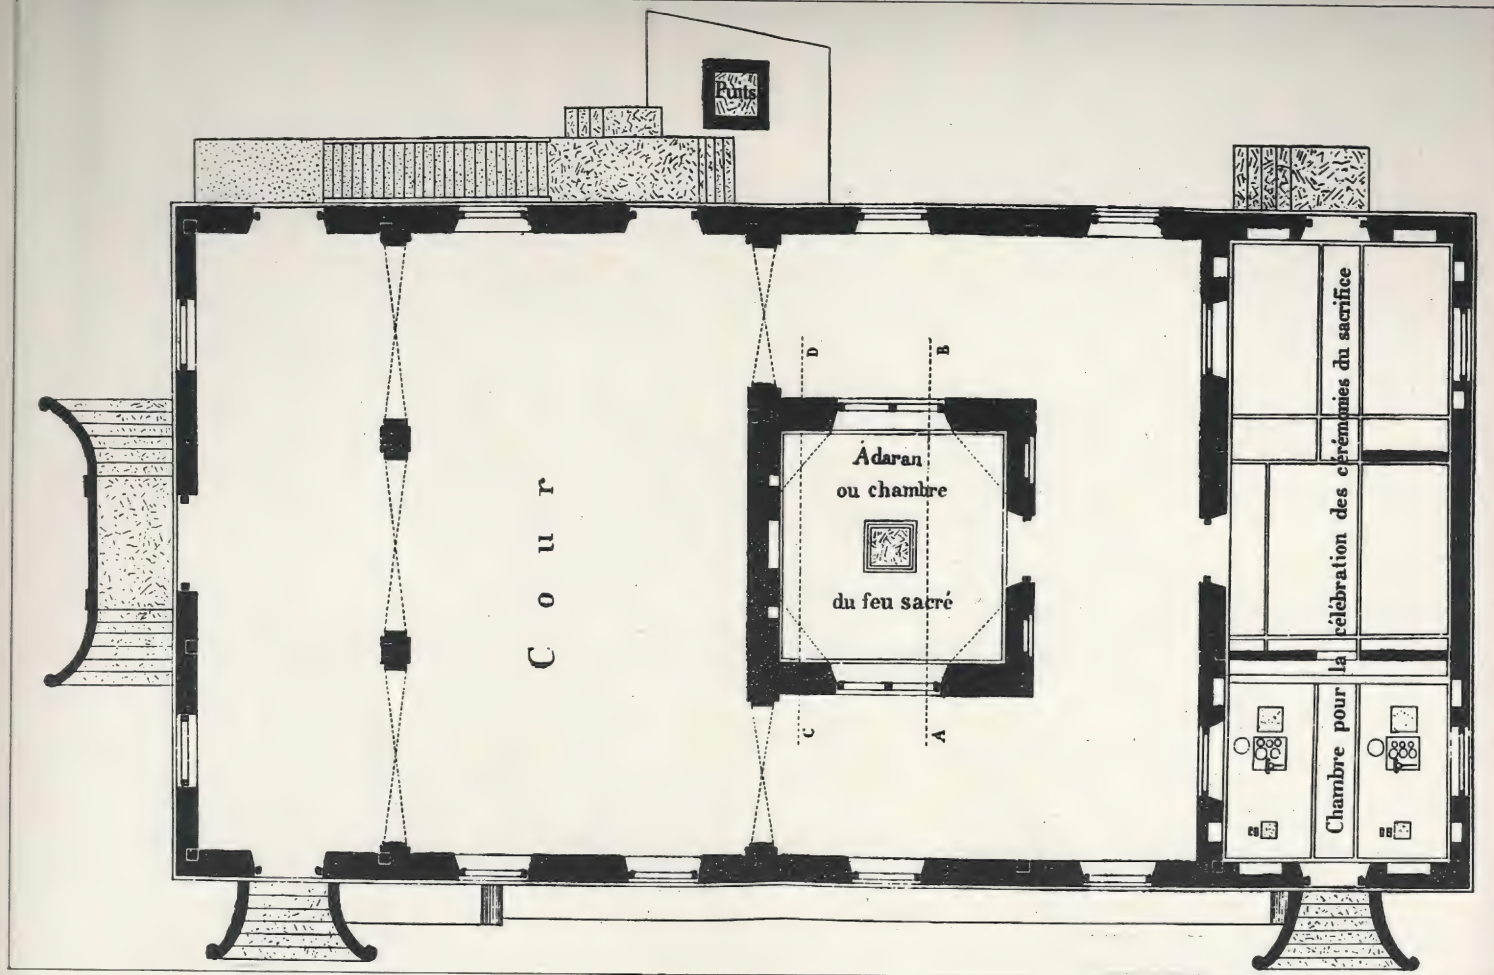 Puits
D
B
Adaran
ou chambre
du feu sacré
Cour
C
A
Chambre pour la célébration des cérémonies du sacrifice